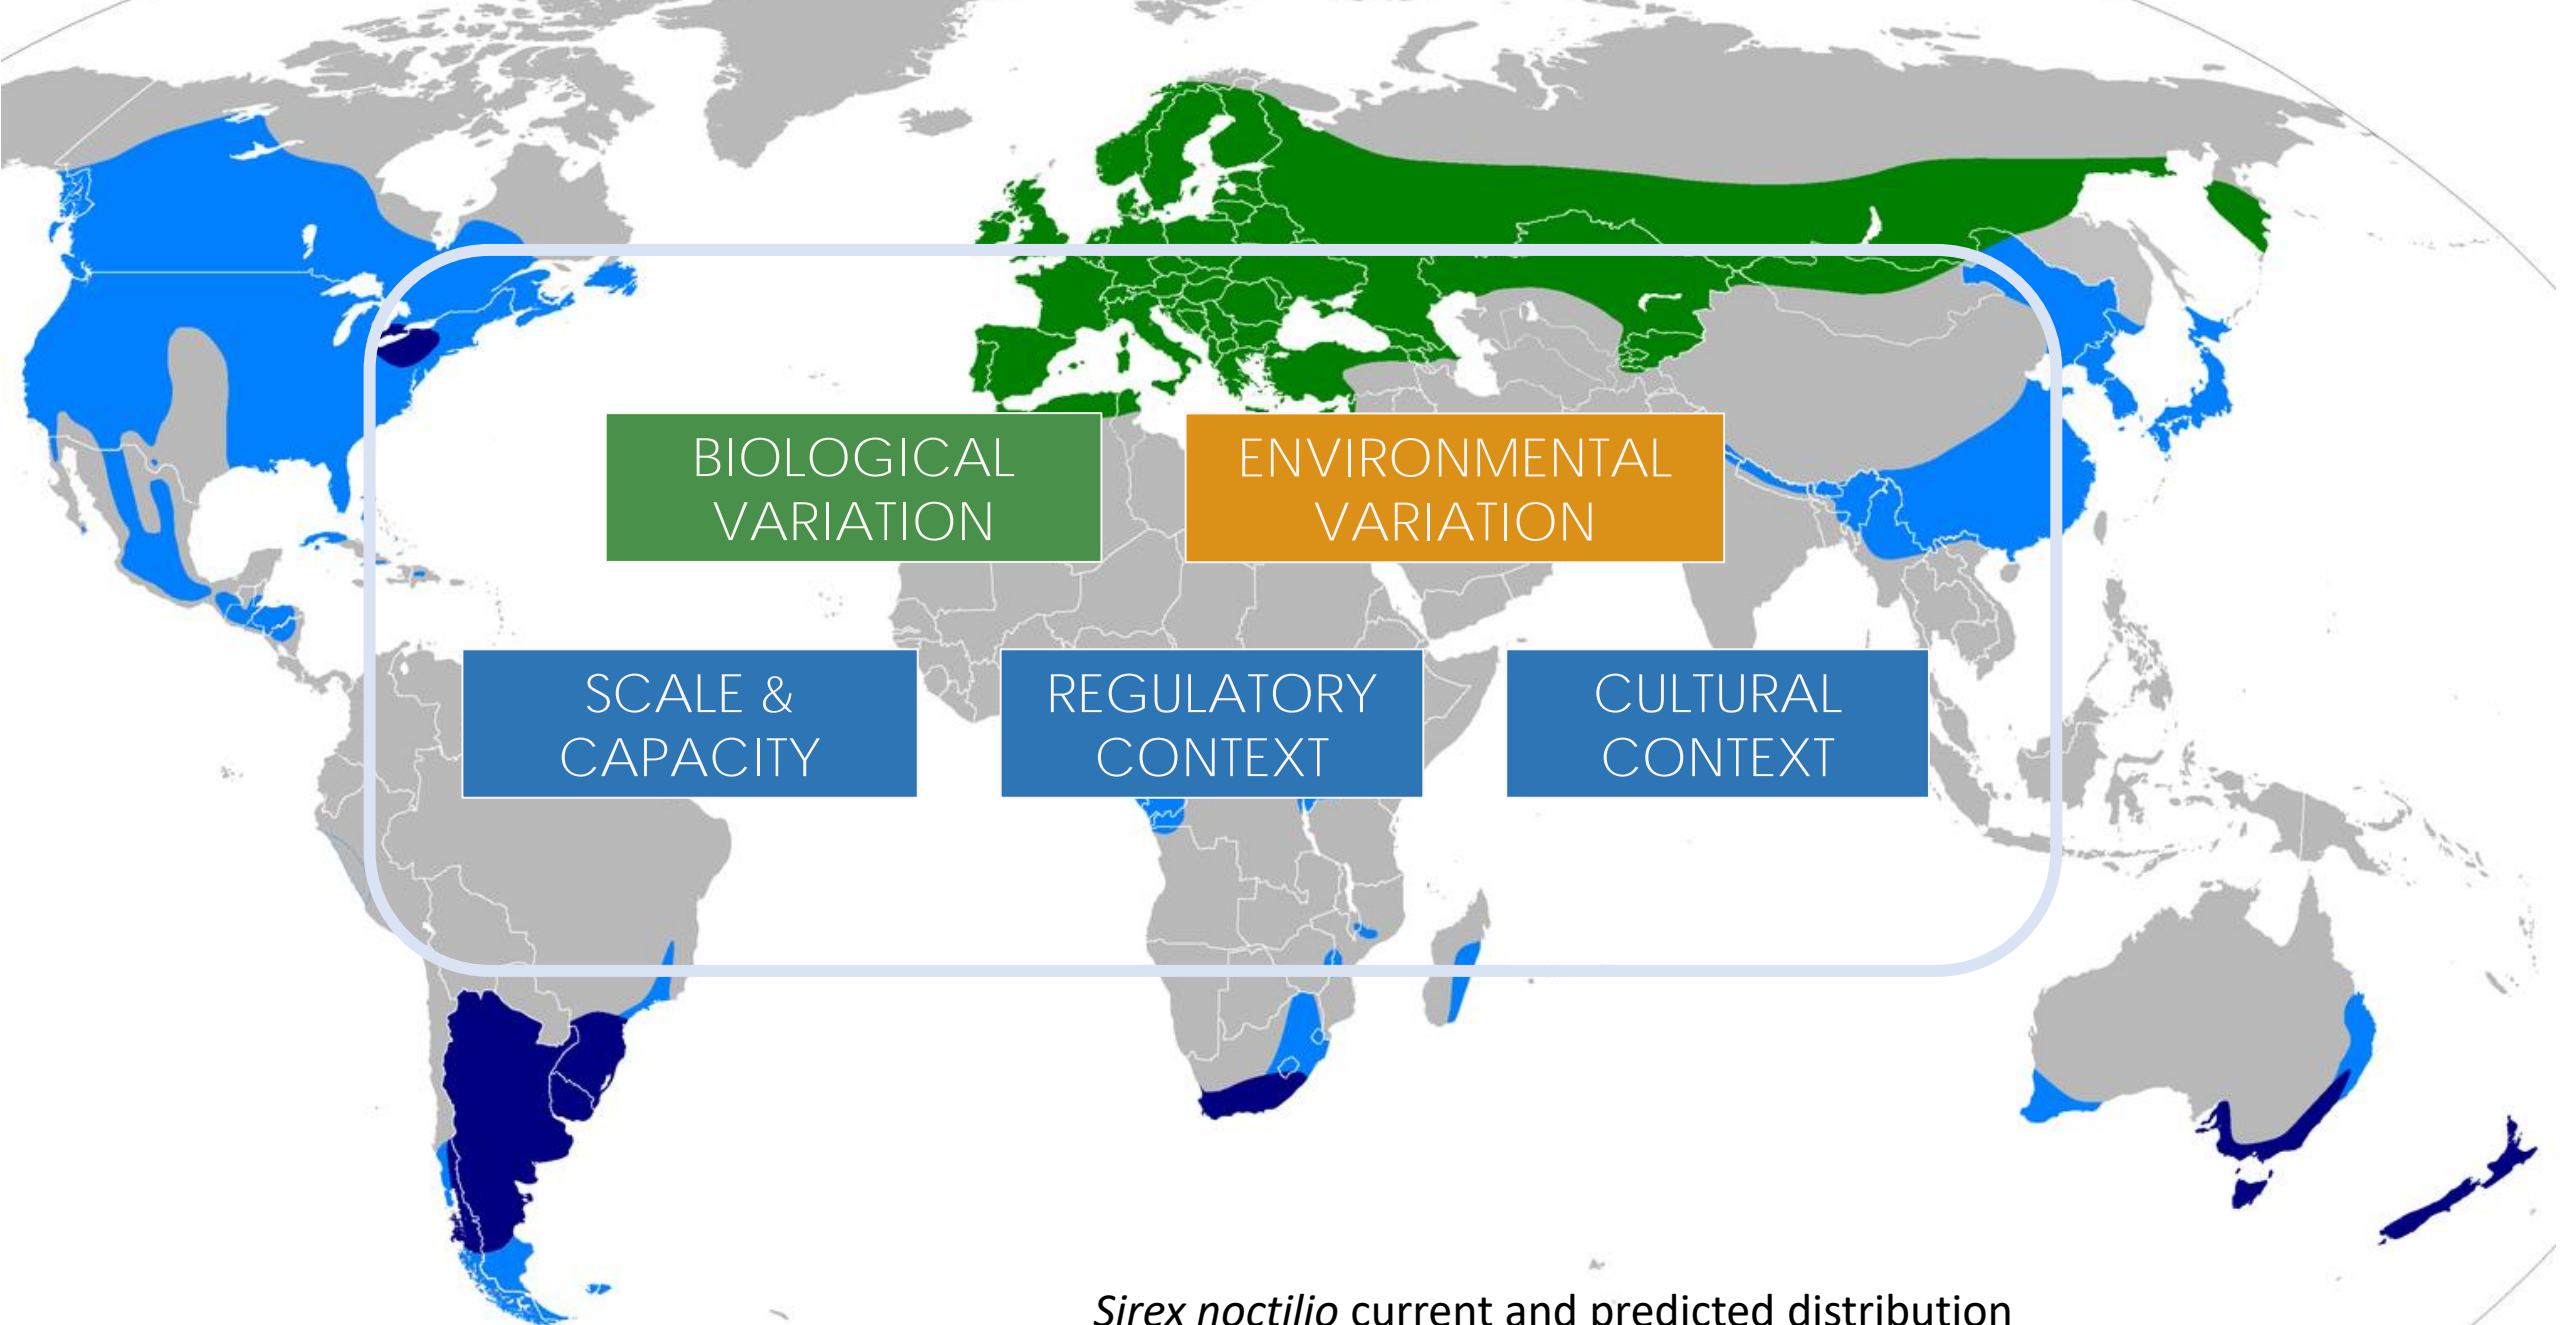 BIOLOGICAL
VARIATION
ENVIRONMENTAL
VARIATION
SCALE &
CAPACITY
REGULATORY
CONTEXT
CULTURAL
CONTEXT
Sirex noctilio current and predicted distribution